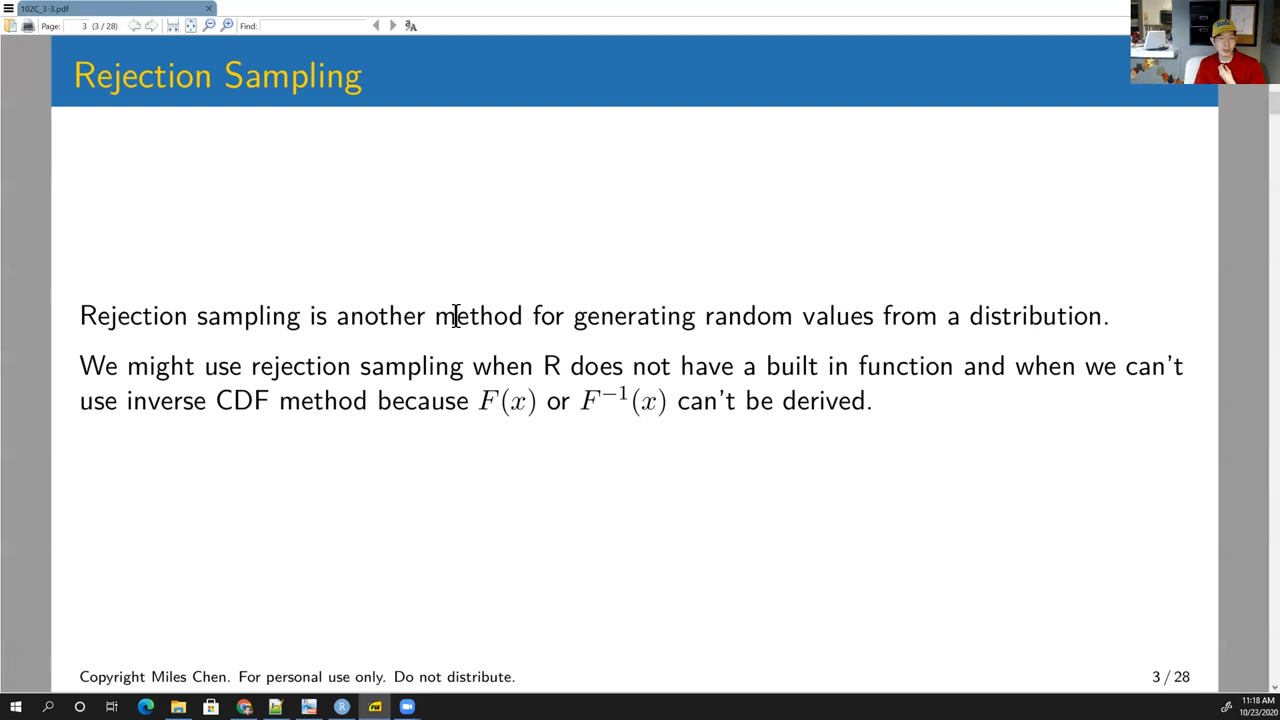 102C_3-3.pdf
Page: 3 (3 / 28) Find:
Rejection Sampling
Rejection sampling is another method for generating random values from a distribution.
We might use rejection sampling when R does not have a built in function and when we can't
use inverse CDF method because F(x) or F⁻¹(x) can't be derived.
Copyright Miles Chen. For personal use only. Do not distribute. 3 / 28
11:18 AM
10/23/2020